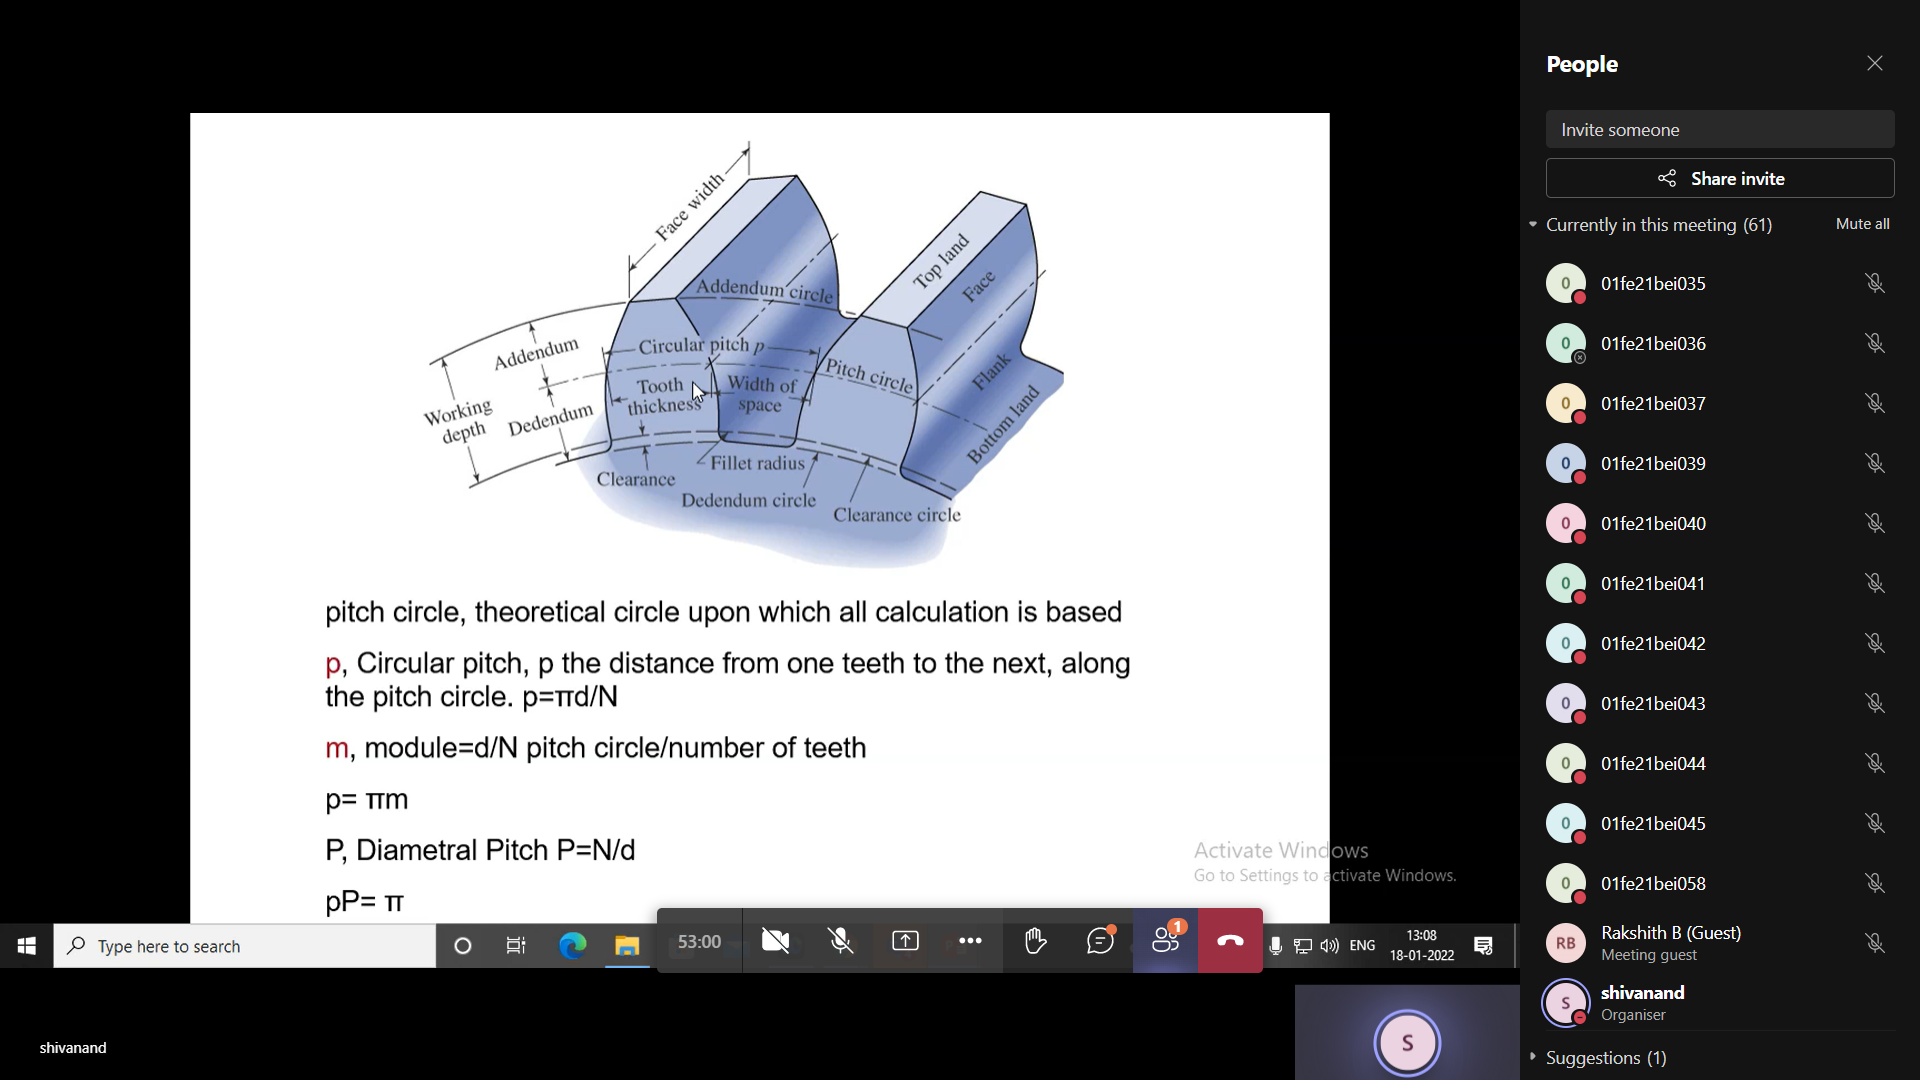 Face width
Top land
Face
Addendum circle
Addendum
Circular pitch p
Pitch circle
Flank
Working
depth
Dedendum
Tooth
thickness
Width of
space
Bottom land
Fillet radius
Clearance
Dedendum circle
Clearance circle
pitch circle, theoretical circle upon which all calculation is based
p, Circular pitch, p the distance from one teeth to the next, along
the pitch circle. p=πd/N
m, module=d/N pitch circle/number of teeth
p= πm
P, Diametral Pitch P=N/d
pP= π
Activate Windows
Go to Settings to activate Windows.
Type here to search
53:00
1
ENG
13:08
18-01-2022
shivanand
S
People
Invite someone
Share invite
Currently in this meeting (61)
Mute all
0 01fe21bei035
0 01fe21bei036
0 01fe21bei037
0 01fe21bei039
0 01fe21bei040
0 01fe21bei041
0 01fe21bei042
0 01fe21bei043
0 01fe21bei044
0 01fe21bei045
0 01fe21bei058
RB Rakshith B (Guest)
Meeting guest
S shivanand
Organiser
Suggestions (1)